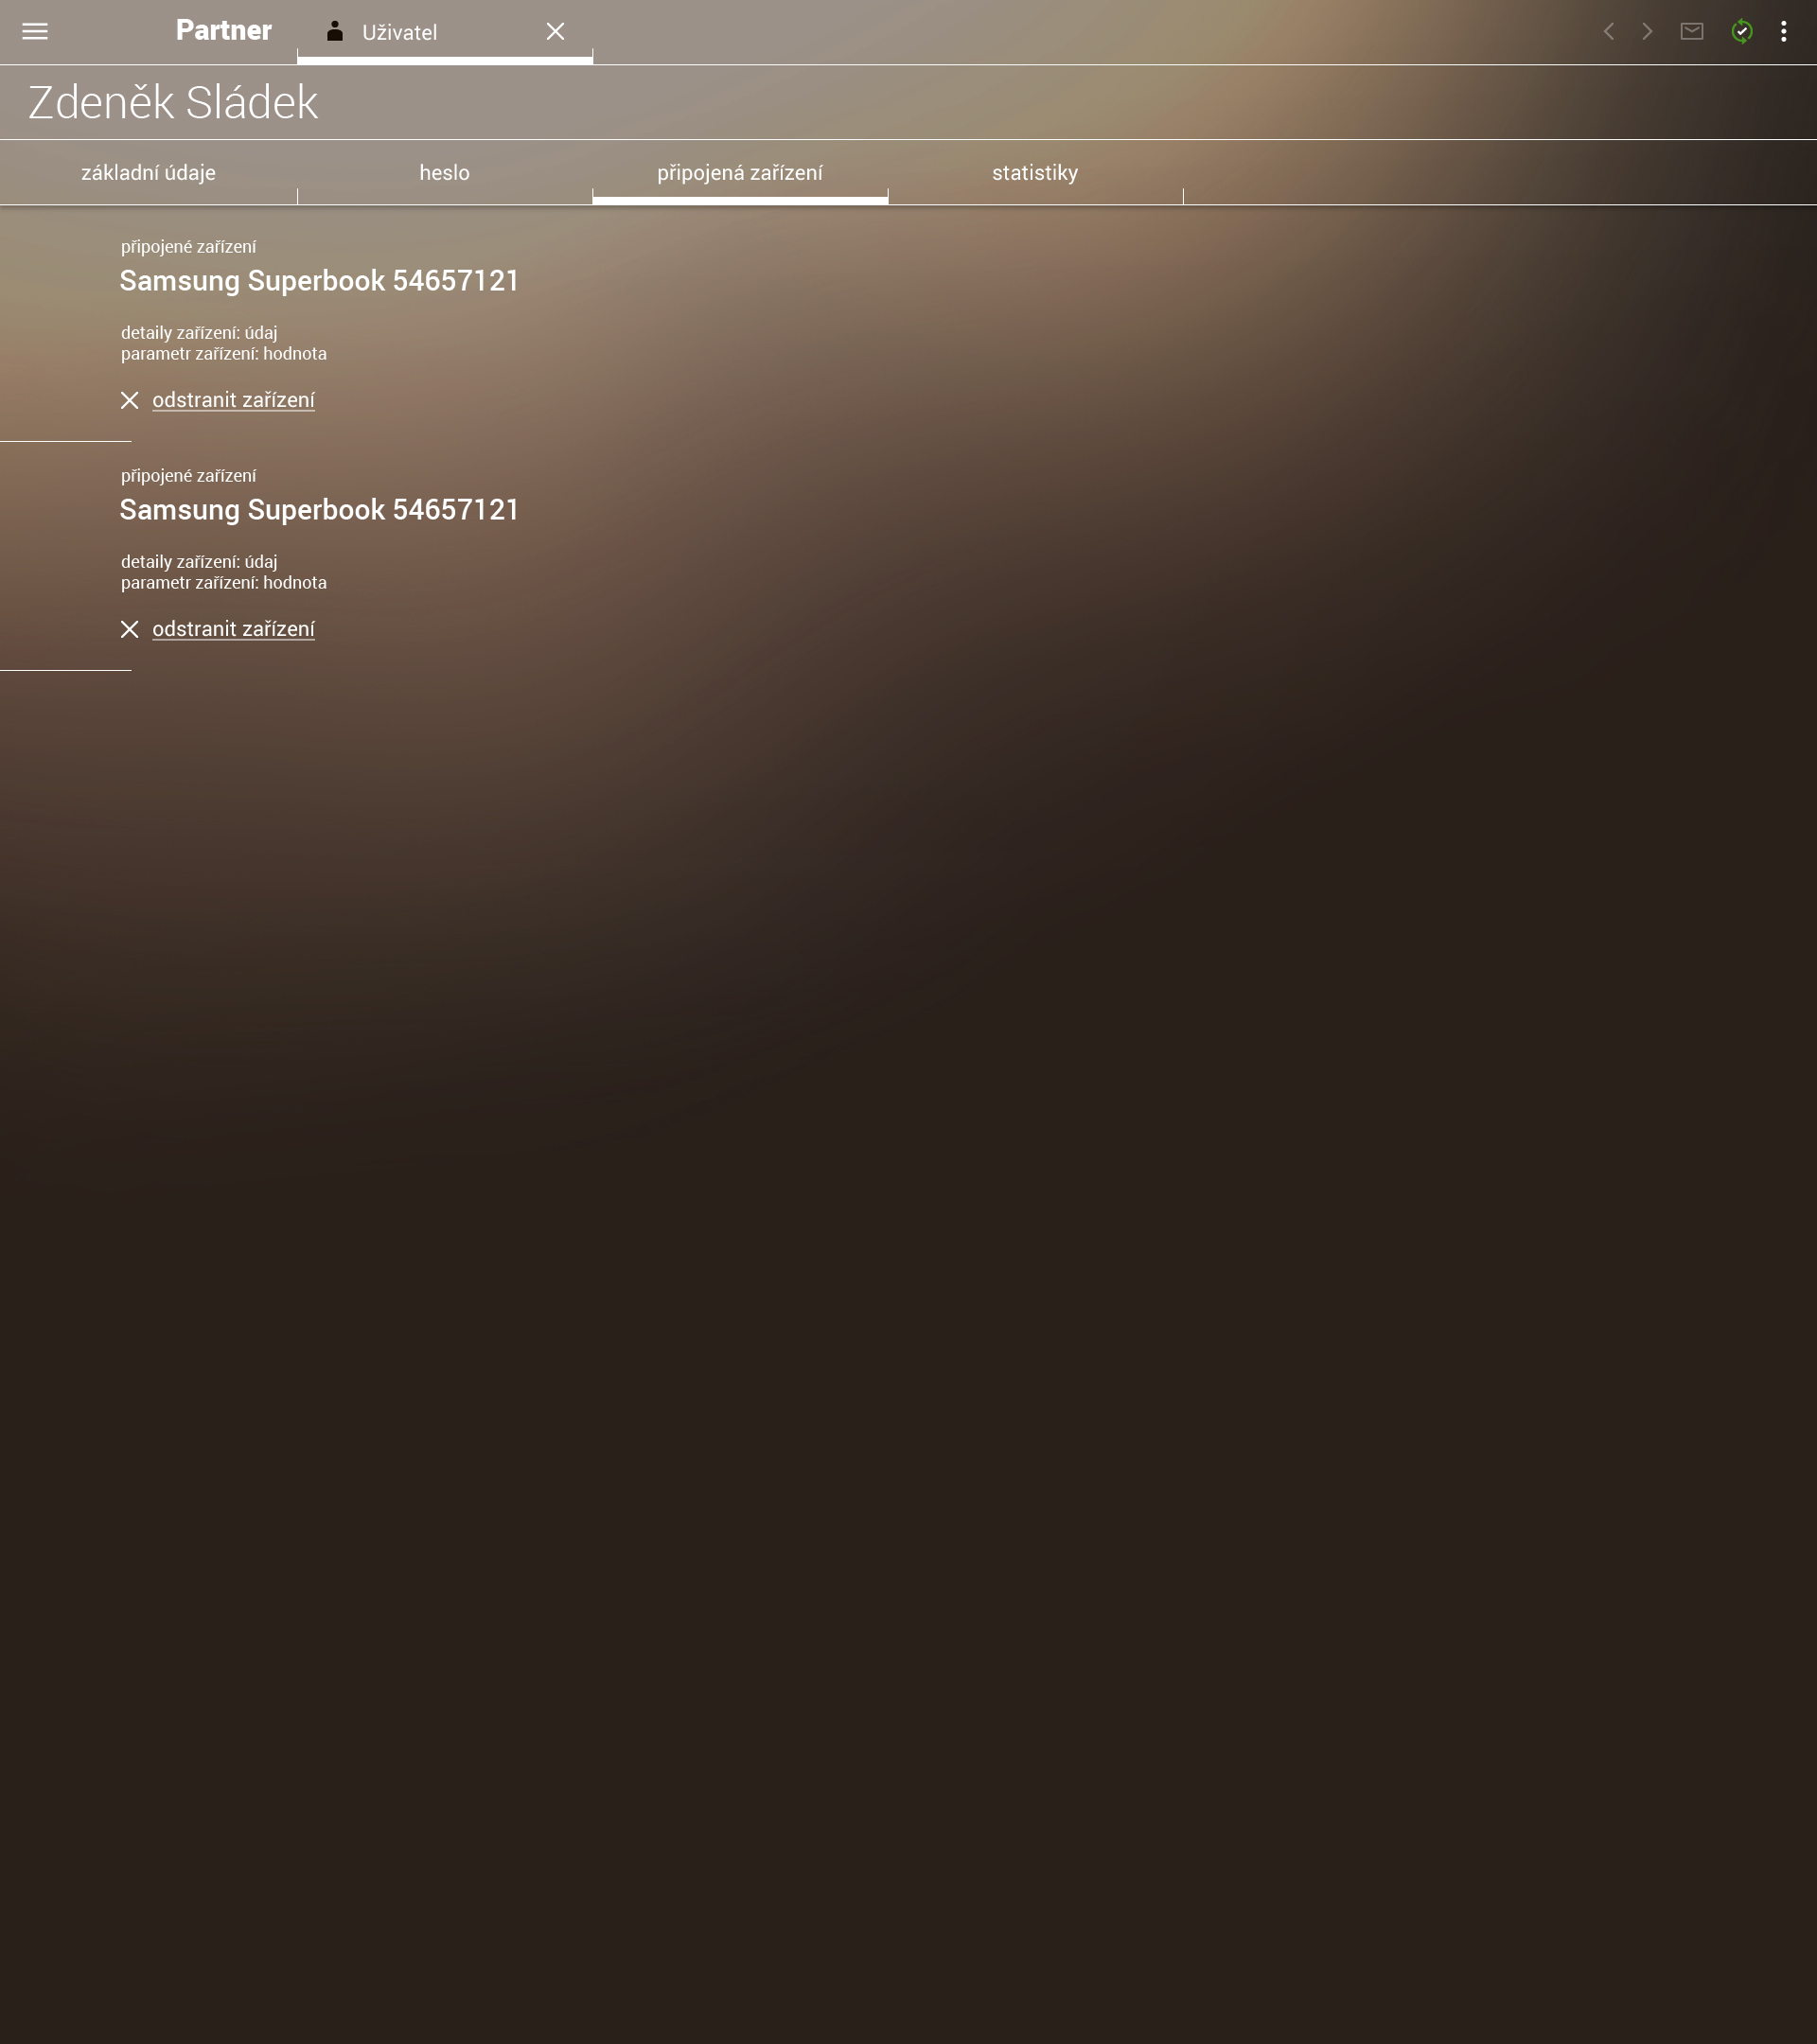 Partner
Uživatel
Zdeněk Sládek
základní údaje
heslo
připojená zařízení
statistiky
připojené zařízení
Samsung Superbook 54657121
detaily zařízení: údaj
parametr zařízení: hodnota
odstranit zařízení
připojené zařízení
Samsung Superbook 54657121
detaily zařízení: údaj
parametr zařízení: hodnota
odstranit zařízení